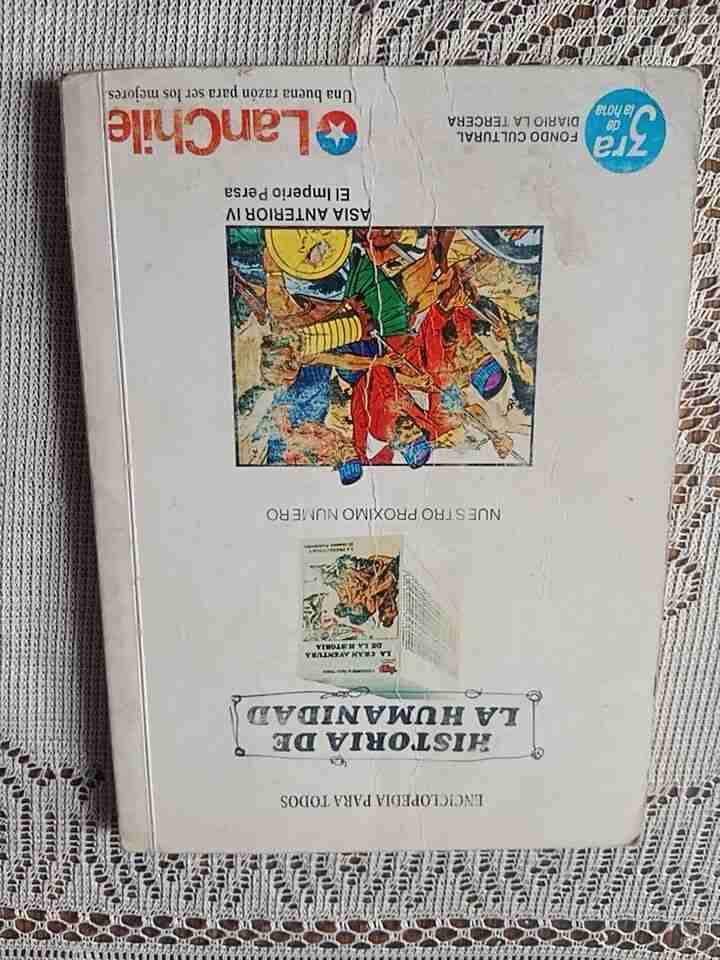 ENCICLOPEDIA PARA TODOS
HISTORIA DE
LA HUMANIDAD
LA GRAN AVENTURA
DE LA HISTORIA
NUESTRO PROXIMO NUMERO
ASIA ANTERIOR IV
El Imperio Persa
3ra
de
la hora
FONDO CULTURAL
DIARIO LA TERCERA
LanChile
Una buena razón para ser los mejores